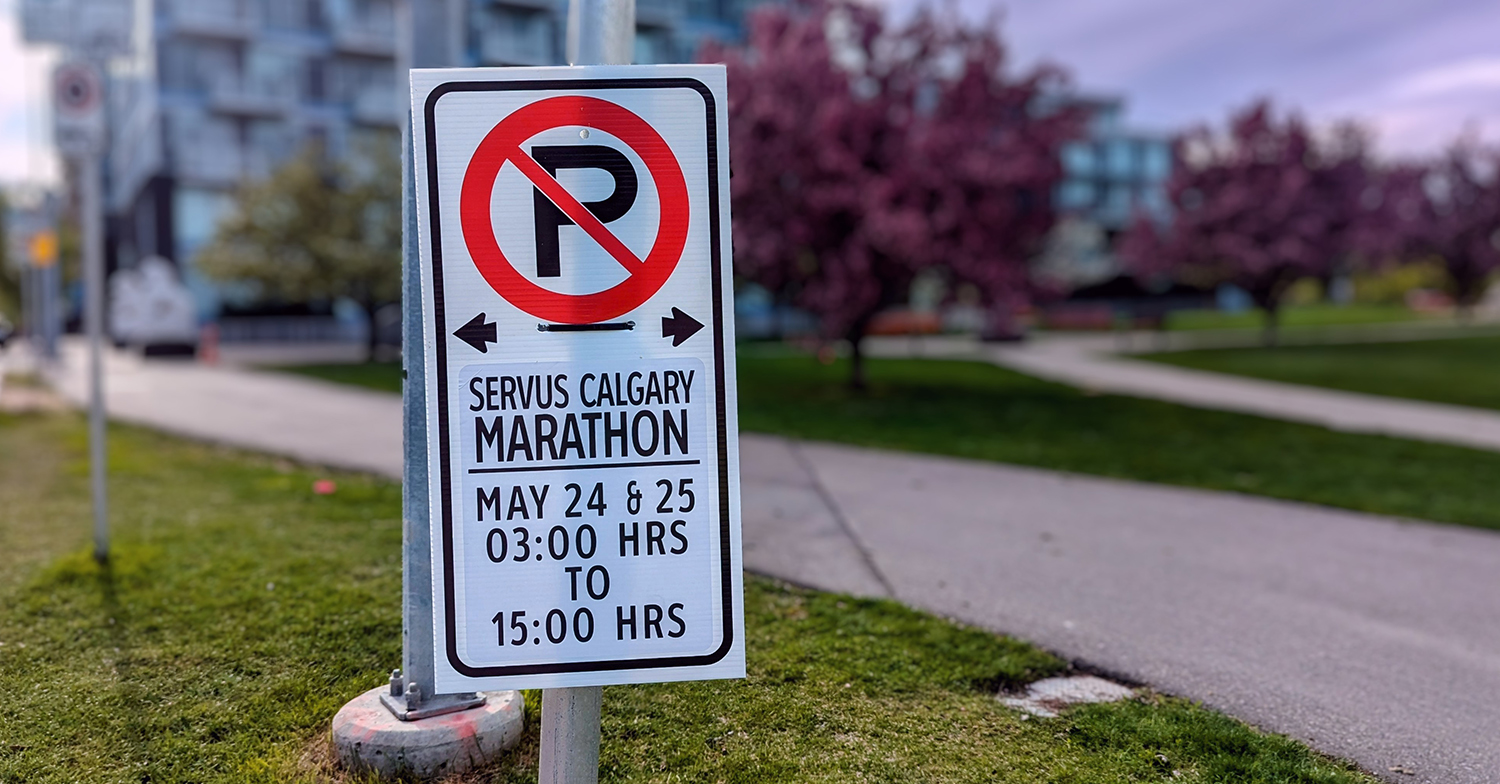 P
SERVUS CALGARY
MARATHON
MAY 24 & 25
03:00 HRS
TO
15:00 HRS